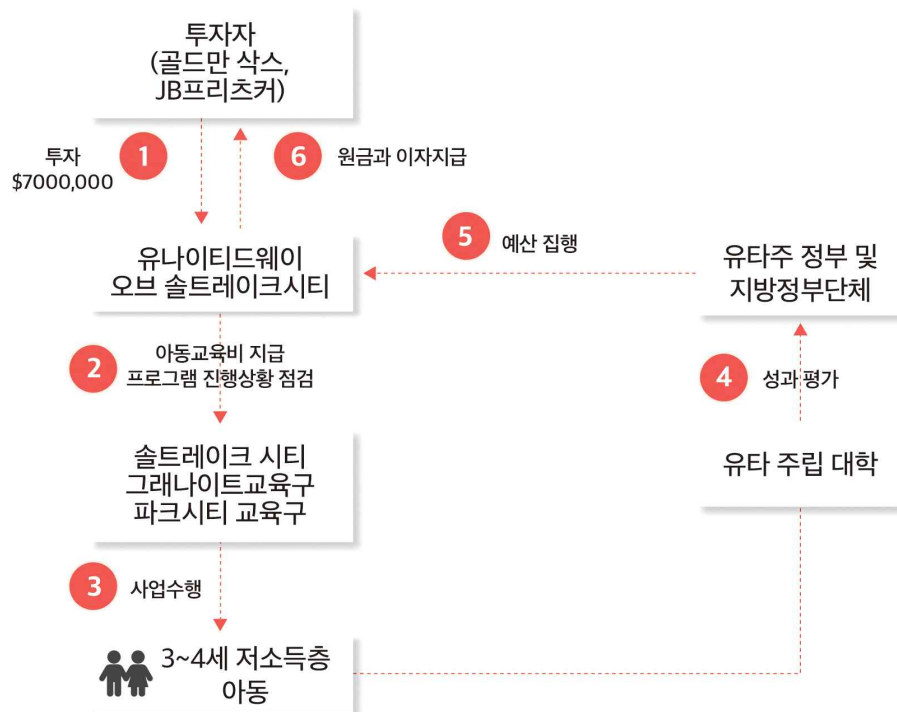 투자자
(골드만 삭스,
JB프리츠커)
투자
$7000,000
1
6
원금과 이자지급
유나이티드웨이
오브 솔트레이크시티
5
예산 집행
유타주 정부 및
지방정부단체
2
아동교육비 지급
프로그램 진행상황 점검
4
성과 평가
솔트레이크 시티
그래나이트교육구
파크시티 교육구
유타 주립 대학
3
사업수행
3~4세 저소득층
아동